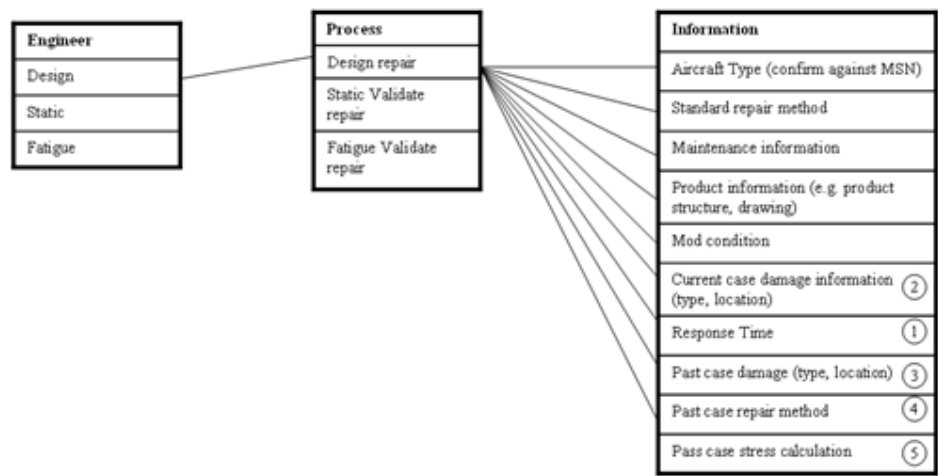 Engineer
Design
Static
Fatigue
Process
Design repair
Static Validate
repair
Fatigue Validate
repair
Information
Aircraft Type (confirm against MSN)
Standard repair method
Maintenance information
Product information (e.g. product
structure, drawing)
Mod condition
Current case damage information
(type, location)
2
Response Time
1
Past case damage (type, location)
3
Past case repair method
4
Pass case stress calculation
5